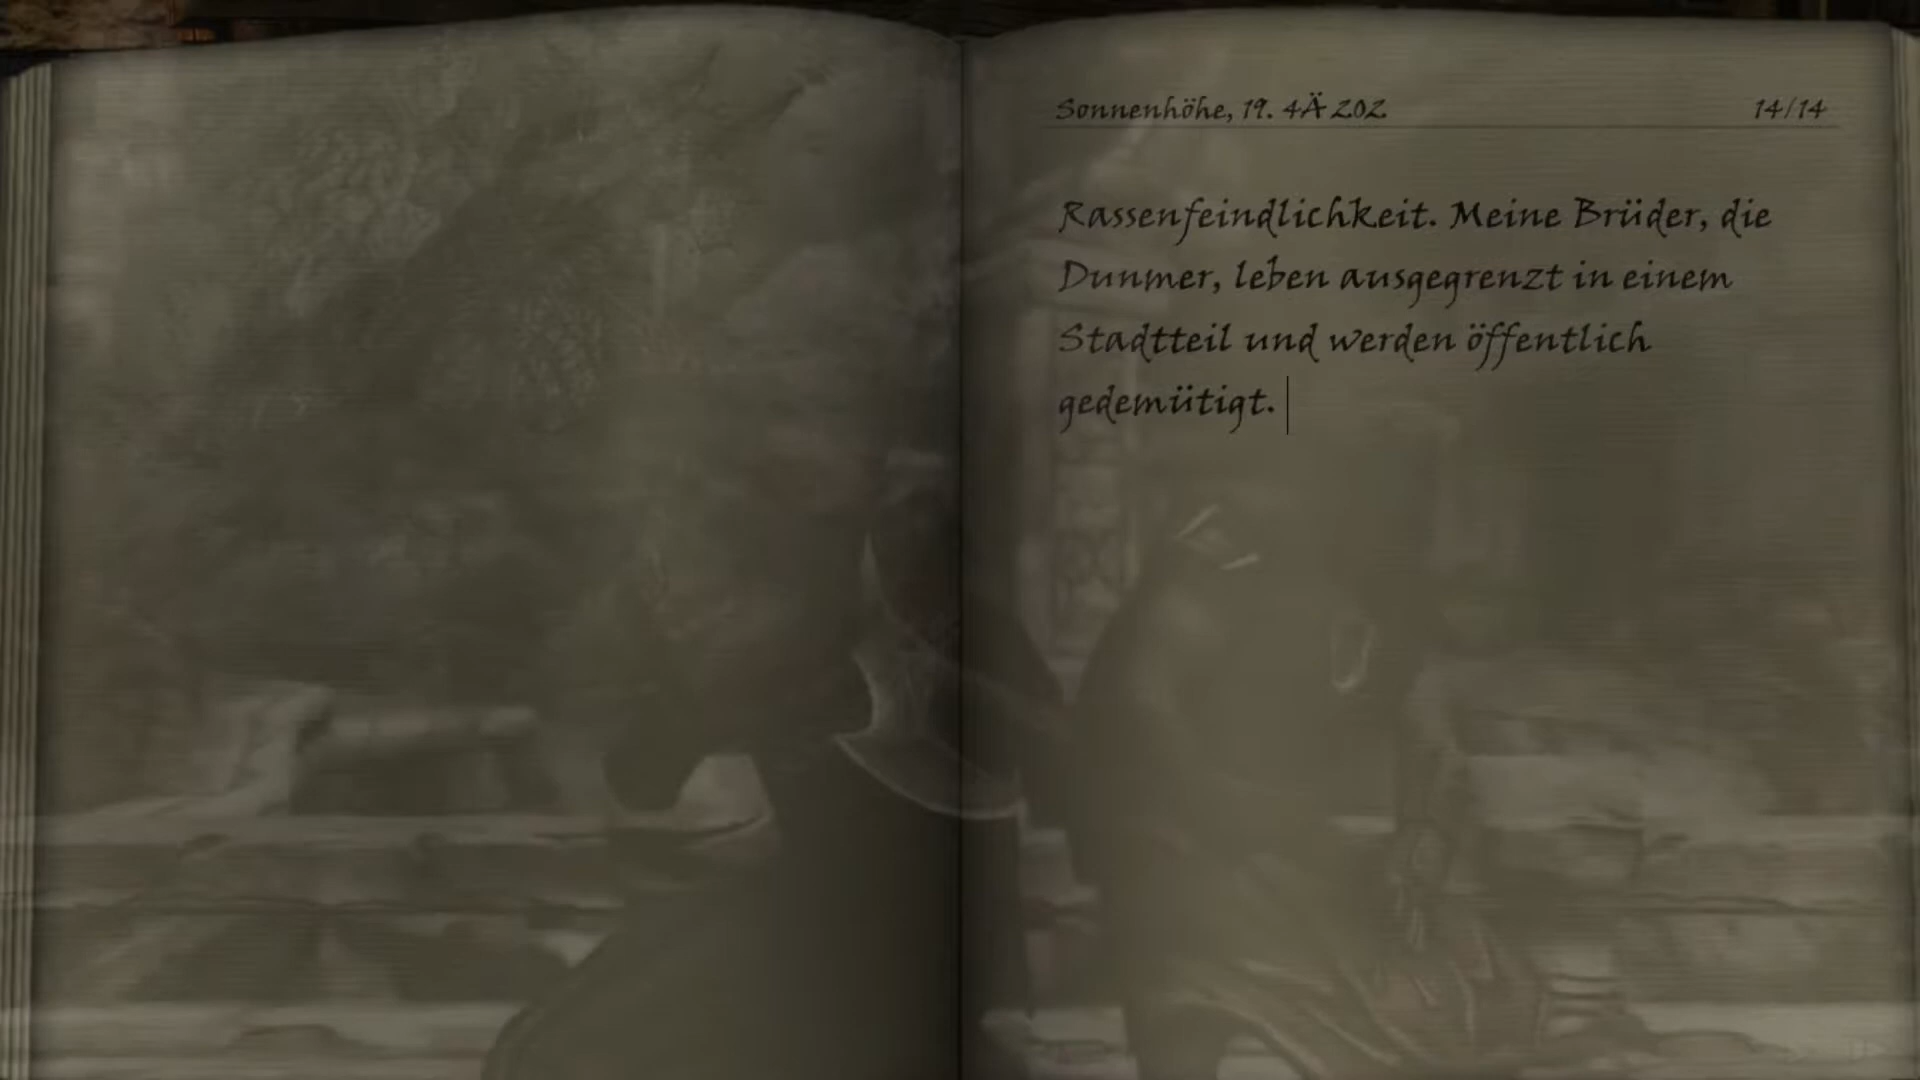 Sonnenhöhe, 19. 4Ä 202 14/14
Rassenfeindlichkeit. Meine Brüder, die
Dunmer, leben ausgegrenzt in einem
Stadtteil und werden öffentlich
gedemütigt.